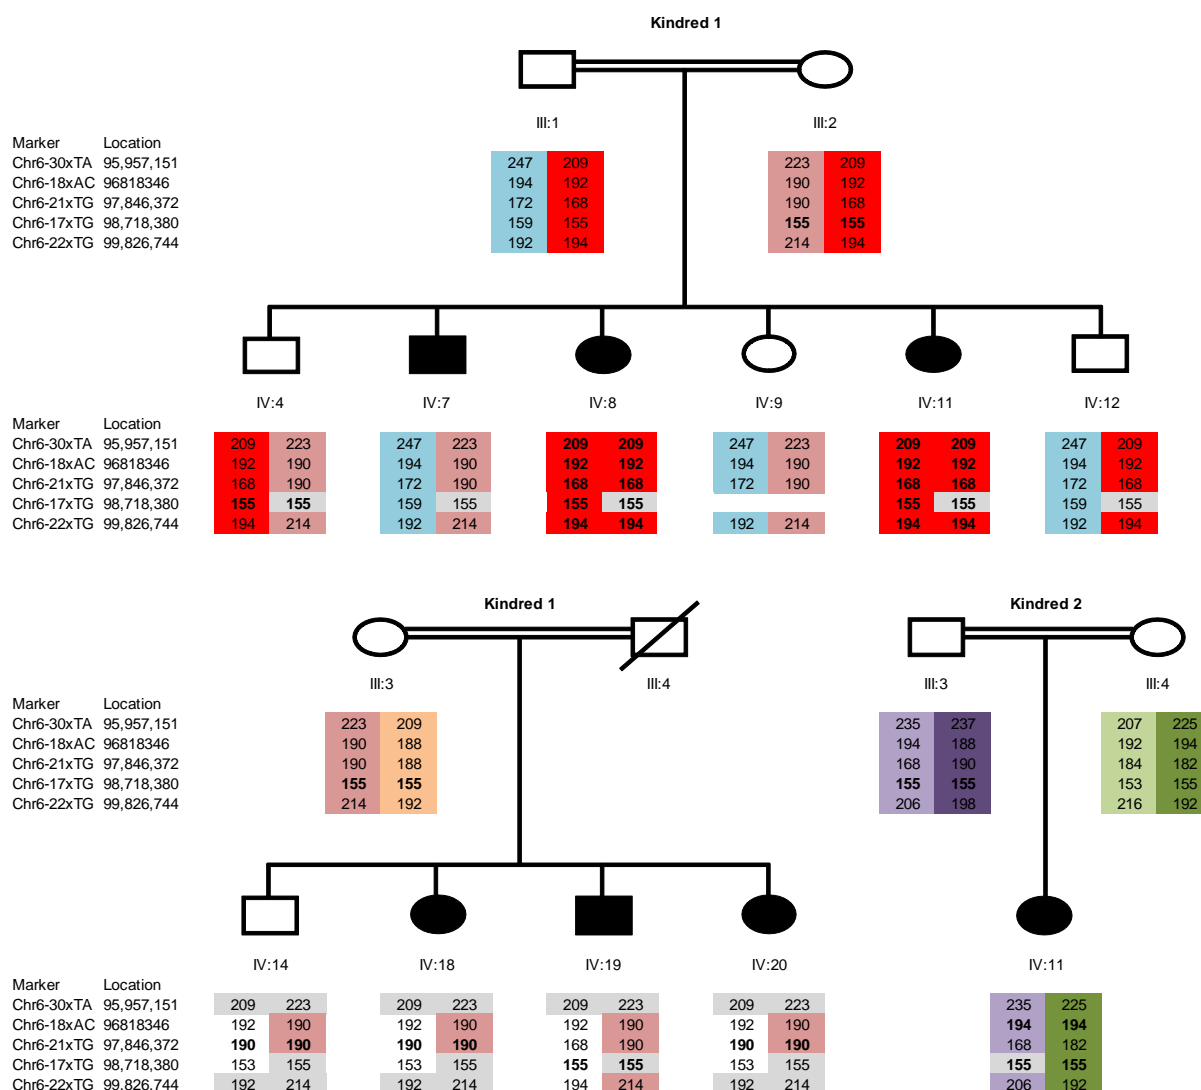 Kindred 1
III:1 III:2
Marker Location
Chr6-30xTA 95,957,151 247 209 223 209
Chr6-18xAC 96818346 194 192 190 192
Chr6-21xTG 97,846,372 172 168 190 168
Chr6-17xTG 98,718,380 159 155 155 155
Chr6-22xTG 99,826,744 192 194 214 194
IV:4 IV:7 IV:8 IV:9 IV:11 IV:12
Marker Location
Chr6-30xTA 95,957,151 209 223 247 223 209 209 247 223 209 209 247 209
Chr6-18xAC 96818346 192 190 194 190 192 192 194 190 192 192 194 192
Chr6-21xTG 97,846,372 168 190 172 190 168 168 172 190 168 168 172 168
Chr6-17xTG 98,718,380 155 155 159 155 155 155 155 155 159 155
Chr6-22xTG 99,826,744 194 214 192 214 194 194 192 214 194 194 192 194
Kindred 1 Kindred 2
III:3 III:4 III:3 III:4
Marker Location
Chr6-30xTA 95,957,151 223 209 235 237 207 225
Chr6-18xAC 96818346 190 188 194 188 192 194
Chr6-21xTG 97,846,372 190 188 168 190 184 182
Chr6-17xTG 98,718,380 155 155 155 155 153 155
Chr6-22xTG 99,826,744 214 192 206 198 216 192
IV:14 IV:18 IV:19 IV:20 IV:11
Marker Location
Chr6-30xTA 95,957,151 209 223 209 223 209 223 209 223 235 225
Chr6-18xAC 96818346 192 190 192 190 192 190 192 190 194 194
Chr6-21xTG 97,846,372 190 190 190 190 168 190 190 190 168 182
Chr6-17xTG 98,718,380 153 155 153 155 155 155 153 155 155 155
Chr6-22xTG 99,826,744 192 214 192 214 194 214 192 214 206 192